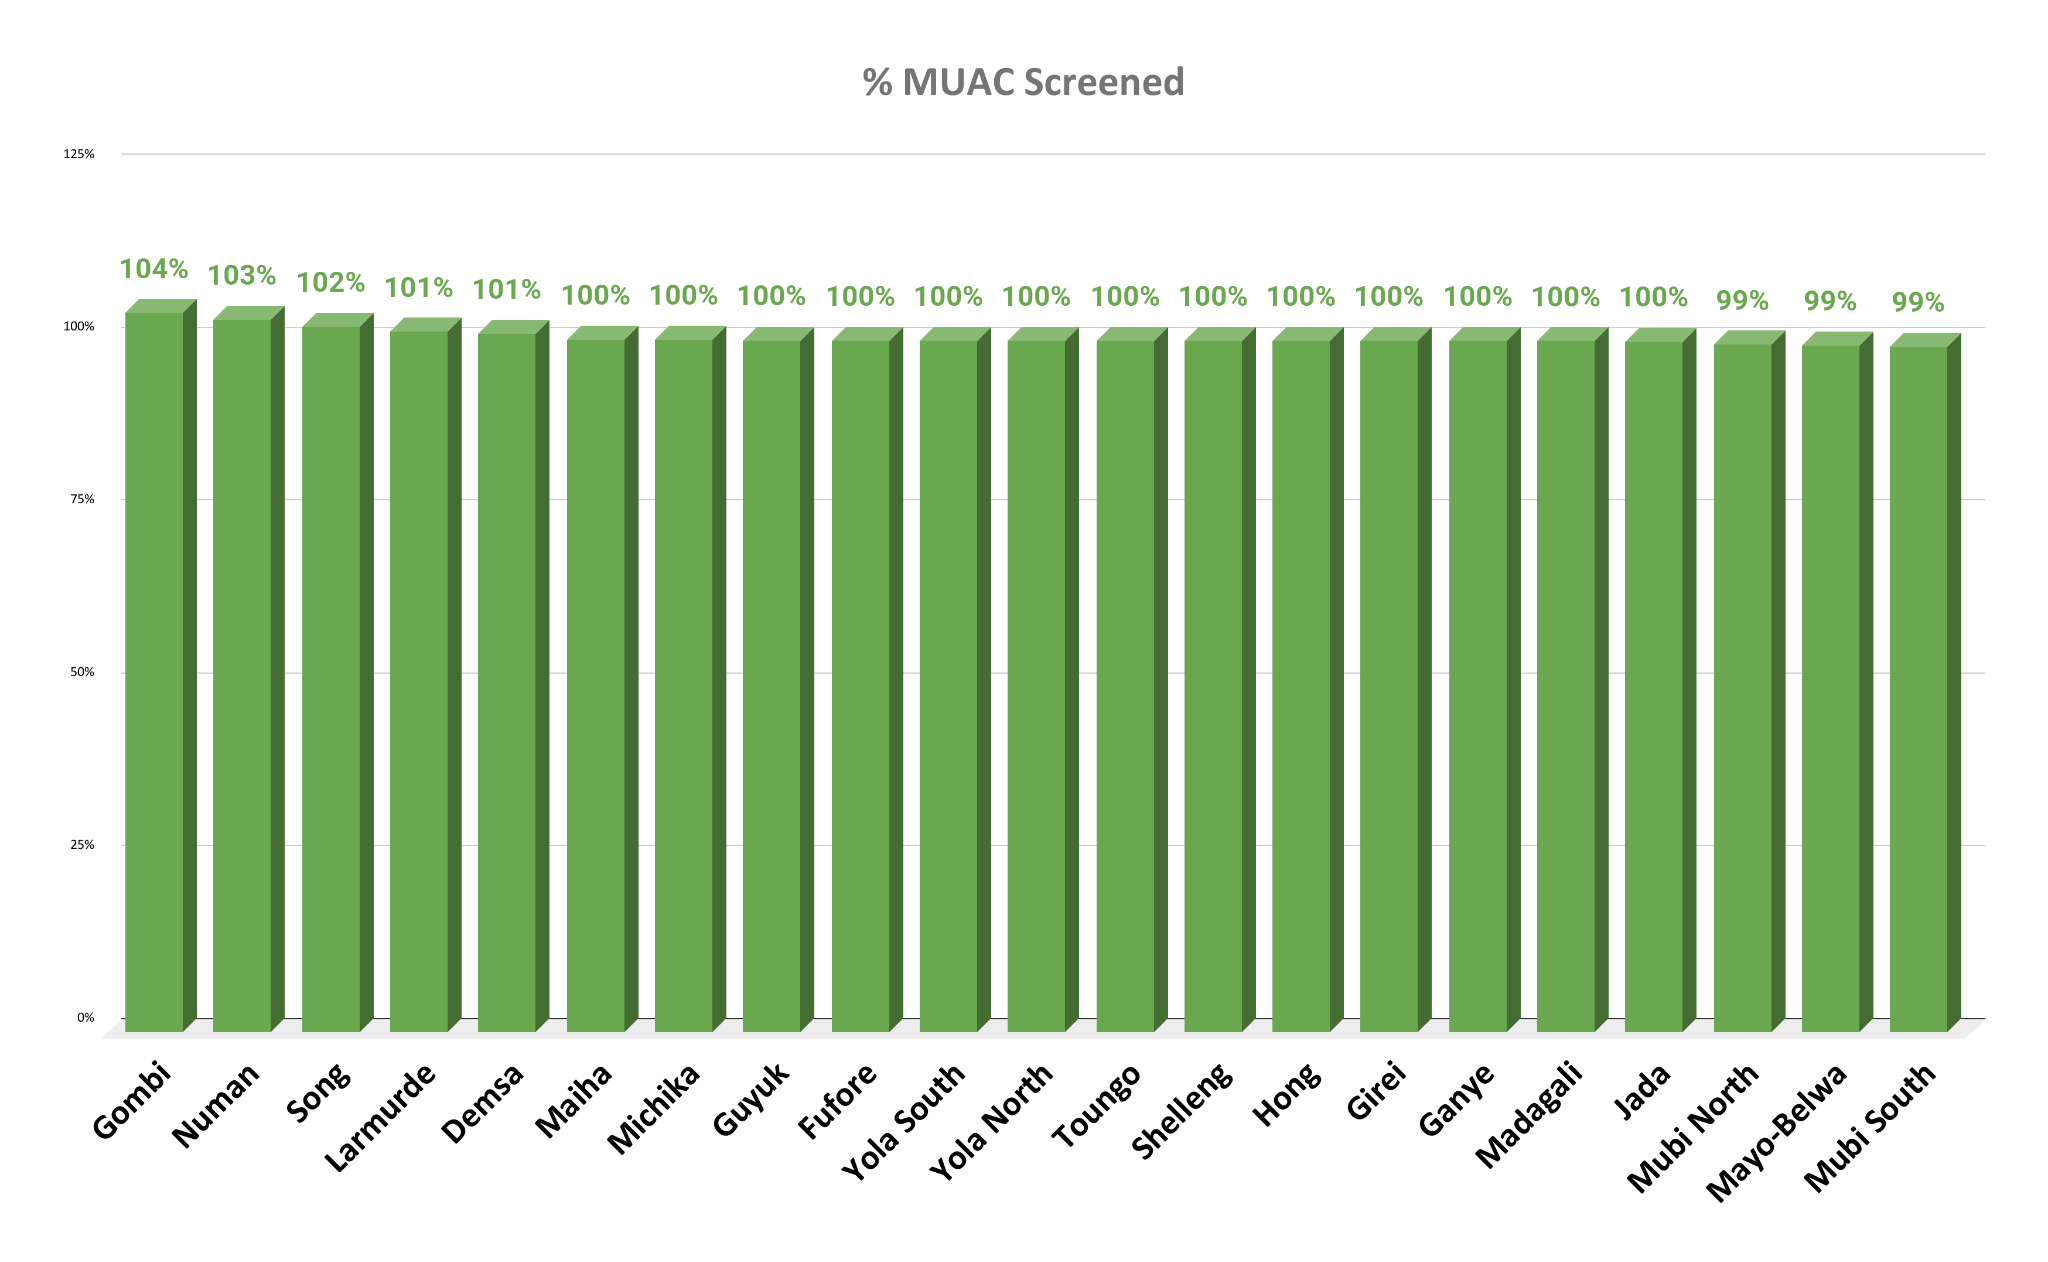 % MUAC Screened
125%
104%
103%
102%
101%
101%
100%
100%
100%
100%
100%
100%
100%
100%
100%
100%
100%
100%
100%
99%
99%
99%
100%
75%
50%
25%
0%
Gombi
Numan
Song
Larmurde
Demsa
Maiha
Michika
Guyuk
Fufore
Yola South
Yola North
Toungo
Shelleng
Hong
Girei
Ganye
Madagali
Jada
Mubi North
Mayo-Belwa
Mubi South